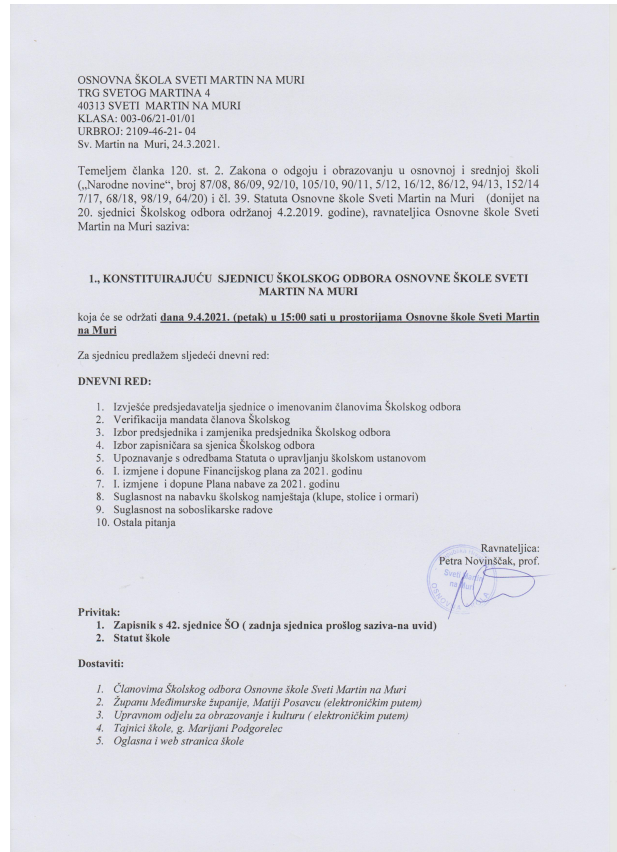 OSNOVNA ŠKOLA SVETI MARTIN NA MURI
TRG SVETOG MARTINA 4
40313 SVETI MARTIN NA MURI
KLASA: 003-06/21-01/01
URBROJ: 2109-46-21- 04
Sv. Martin na Muri, 24.3.2021.
Temeljem članka 120. st. 2. Zakona o odgoju i obrazovanju u osnovnoj i srednjoj školi
(„Narodne novine“, broj 87/08, 86/09, 92/10, 105/10, 90/11, 5/12, 16/12, 86/12, 94/13, 152/14
7/17, 68/18, 98/19, 64/20) i čl. 39. Statuta Osnovne škole Sveti Martin na Muri (donijet na
20. sjednici Školskog odbora održanoj 4.2.2019. godine), ravnateljica Osnovne škole Sveti
Martin na Muri saziva:
1., KONSTITUIRAJUĆU SJEDNICU ŠKOLSKOG ODBORA OSNOVNE ŠKOLE SVETI
MARTIN NA MURI
koja će se održati dana 9.4.2021. (petak) u 15:00 sati u prostorijama Osnovne škole Sveti Martin
na Muri
Za sjednicu predlažem sljedeći dnevni red:
DNEVNI RED:
1. Izvješće predsjedavatelja sjednice o imenovanim članovima Školskog odbora
2. Verifikacija mandata članova Školskog
3. Izbor predsjednika i zamjenika predsjednika Školskog odbora
4. Izbor zapisničara sa sjenica Školskog odbora
5. Upoznavanje s odredbama Statuta o upravljanju školskom ustanovom
6. I. izmjene i dopune Financijskog plana za 2021. godinu
7. I. izmjene i dopune Plana nabave za 2021. godinu
8. Suglasnost na nabavku školskog namještaja (klupe, stolice i ormari)
9. Suglasnost na soboslikarske radove
10. Ostala pitanja
Ravnateljica:
Petra Novinščak, prof.
Sveti Martin
na Muri
Privitak:
1. Zapisnik s 42. sjednice ŠO ( zadnja sjednica prošlog saziva-na uvid)
2. Statut škole
Dostaviti:
1. Članovima Školskog odbora Osnovne škole Sveti Martin na Muri
2. Županu Međimurske županije, Matiji Posavcu (elektroničkim putem)
3. Upravnom odjelu za obrazovanje i kulturu ( elektroničkim putem)
4. Tajnici škole, g. Marijani Podgorelec
5. Oglasna i web stranica škole